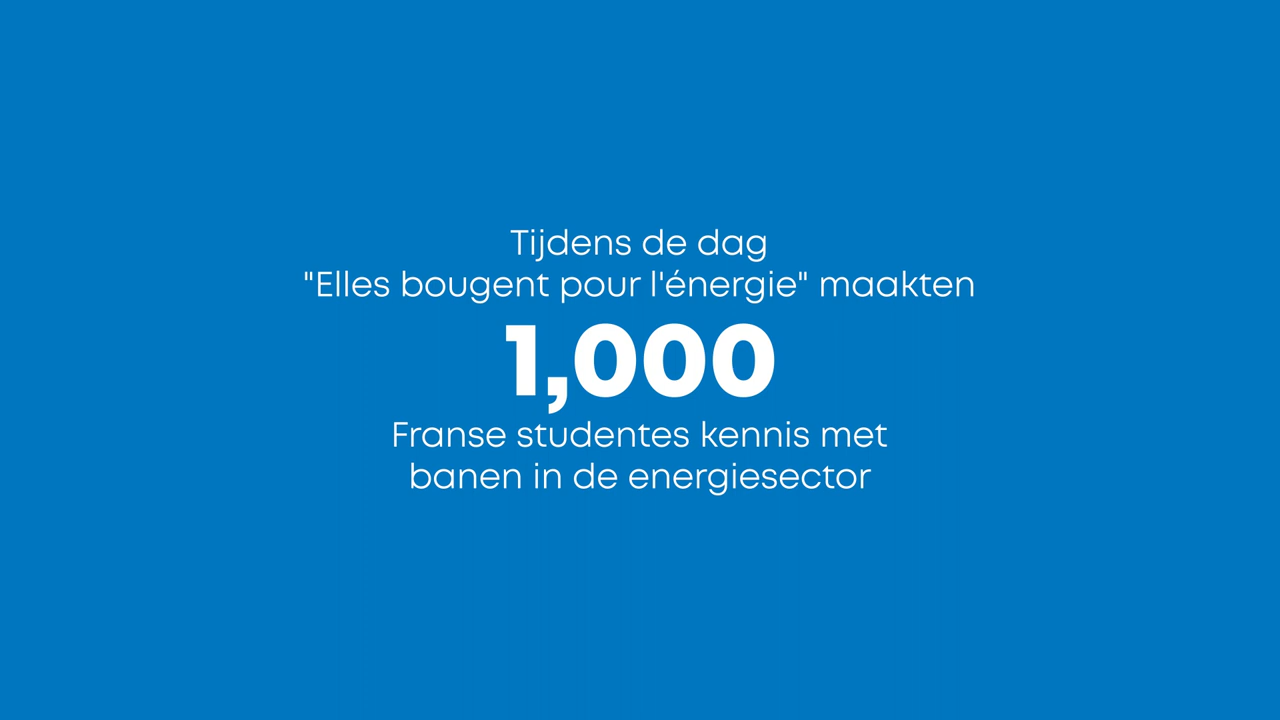 Tijdens de dag
"Elles bougent pour l'énergie" maakten
1,000
Franse studentes kennis met
banen in de energiesector